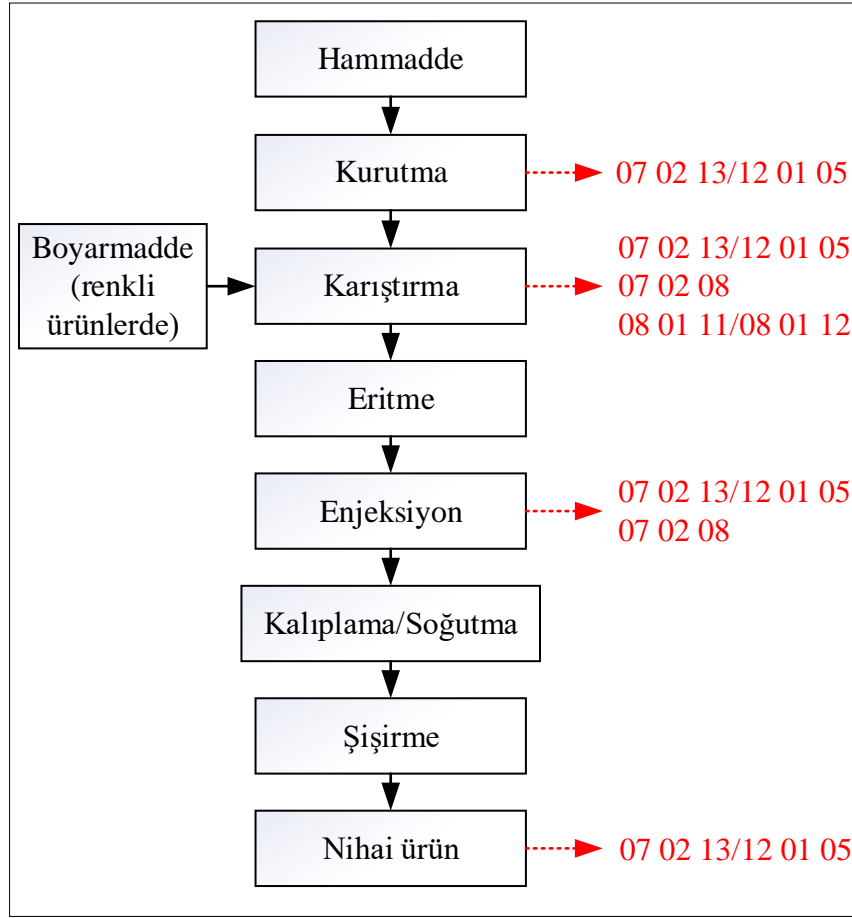 Hammadde
Kurutma
07 02 13/12 01 05
Boyarmadde
(renkli
ürünlerde)
Karıştırma
07 02 13/12 01 05
07 02 08
08 01 11/08 01 12
Eritme
Enjeksiyon
07 02 13/12 01 05
07 02 08
Kalıplama/Soğutma
Şişirme
Nihai ürün
07 02 13/12 01 05